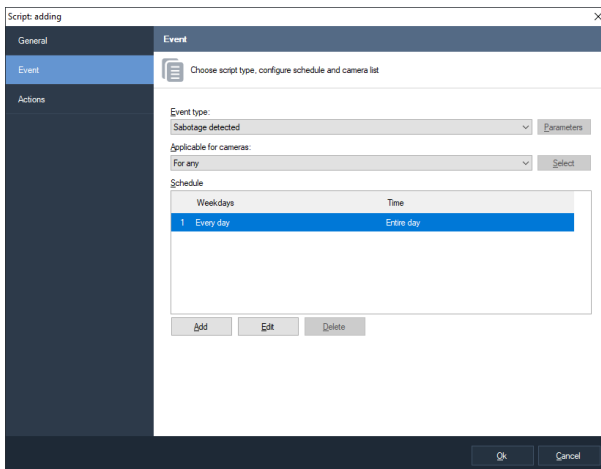 Script: adding
General
Event
Actions
Event
Choose script type, configure schedule and camera list
Event type:
Sabotage detected
Parameters
Applicable for cameras:
For any
Select
Schedule
Weekdays Time
1 Every day Entire day
Add Edit Delete
Ok Cancel